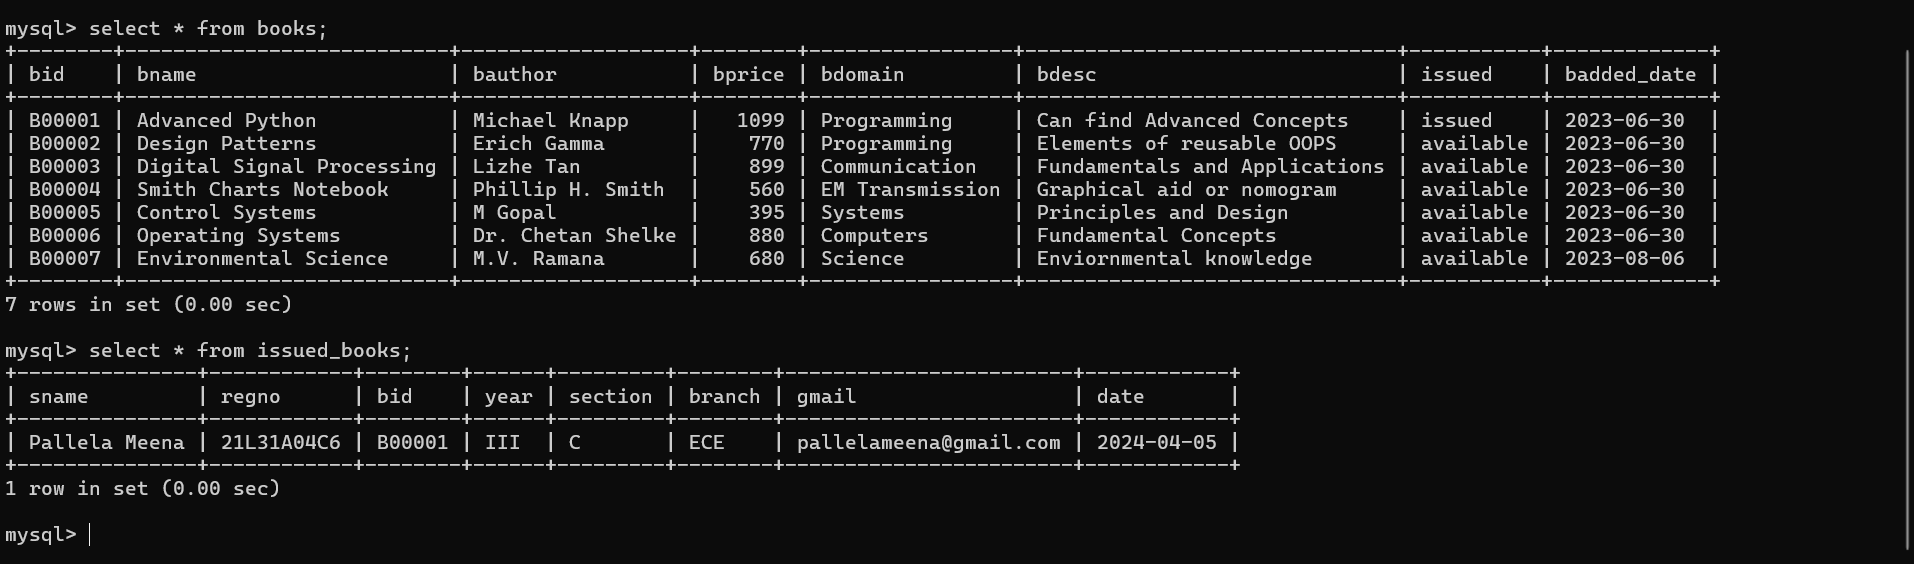 mysql> select * from books;
+--------+---------------------------+-------------------+--------+-----------------+-------------------------------+-----------+-------------+
| bid    | bname                     | bauthor           | bprice | bdomain         | bdesc                         | issued    | badded_date |
+--------+---------------------------+-------------------+--------+-----------------+-------------------------------+-----------+-------------+
| B00001 | Advanced Python           | Michael Knapp     |   1099 | Programming     | Can find Advanced Concepts    | issued    | 2023-06-30  |
| B00002 | Design Patterns           | Erich Gamma       |    770 | Programming     | Elements of reusable OOPS     | available | 2023-06-30  |
| B00003 | Digital Signal Processing | Lizhe Tan         |    899 | Communication   | Fundamentals and Applications | available | 2023-06-30  |
| B00004 | Smith Charts Notebook     | Phillip H. Smith  |    560 | EM Transmission | Graphical aid or nomogram     | available | 2023-06-30  |
| B00005 | Control Systems           | M Gopal           |    395 | Systems         | Principles and Design         | available | 2023-06-30  |
| B00006 | Operating Systems         | Dr. Chetan Shelke |    880 | Computers       | Fundamental Concepts          | available | 2023-06-30  |
| B00007 | Environmental Science     | M.V. Ramana       |    680 | Science         | Enviornmental knowledge       | available | 2023-08-06  |
+--------+---------------------------+-------------------+--------+-----------------+-------------------------------+-----------+-------------+
7 rows in set (0.00 sec)
mysql> select * from issued_books;
+---------------+------------+--------+------+---------+--------+------------------------+------------+
| sname         | regno      | bid    | year | section | branch | gmail                  | date       |
+---------------+------------+--------+------+---------+--------+------------------------+------------+
| Pallela Meena | 21L31A04C6 | B00001 | III  | C       | ECE    | pallelameena@gmail.com | 2024-04-05 |
+---------------+------------+--------+------+---------+--------+------------------------+------------+
1 row in set (0.00 sec)
mysql>